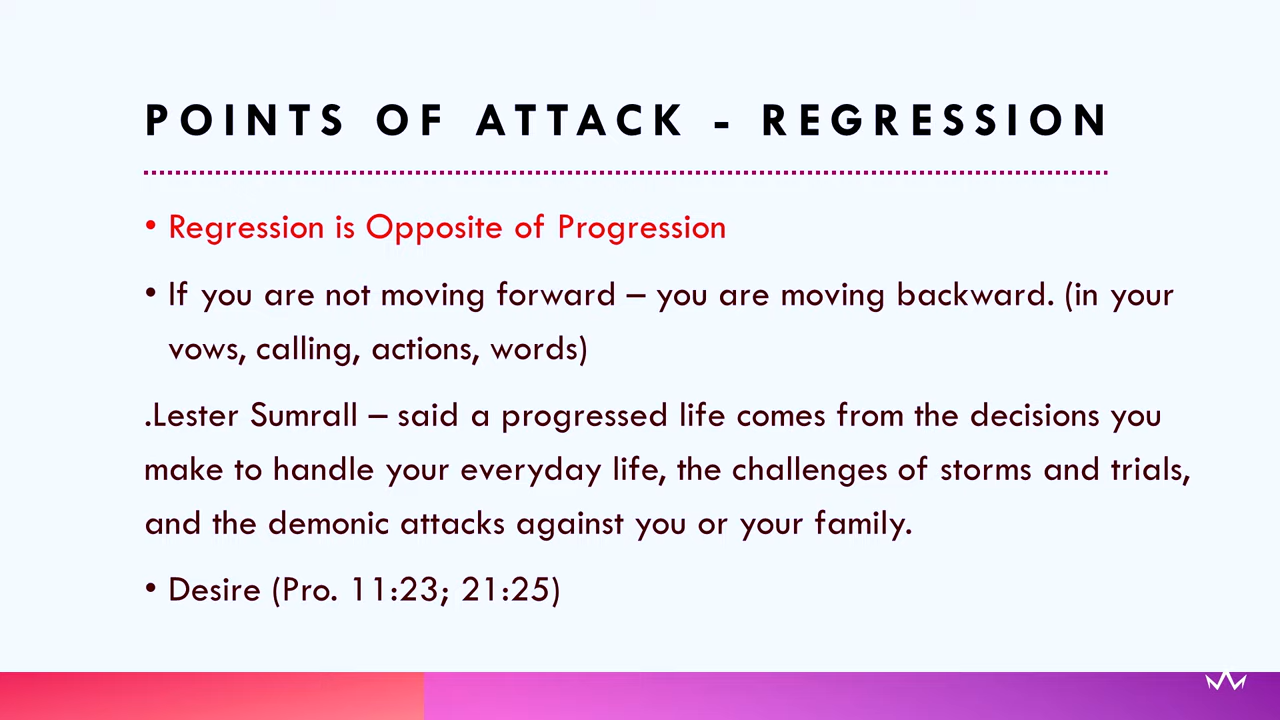 POINTS OF ATTACK - REGRESSION
• Regression is Opposite of Progression
• If you are not moving forward – you are moving backward. (in your
vows, calling, actions, words)
.Lester Sumrall – said a progressed life comes from the decisions you
make to handle your everyday life, the challenges of storms and trials,
and the demonic attacks against you or your family.
• Desire (Pro. 11:23; 21:25)